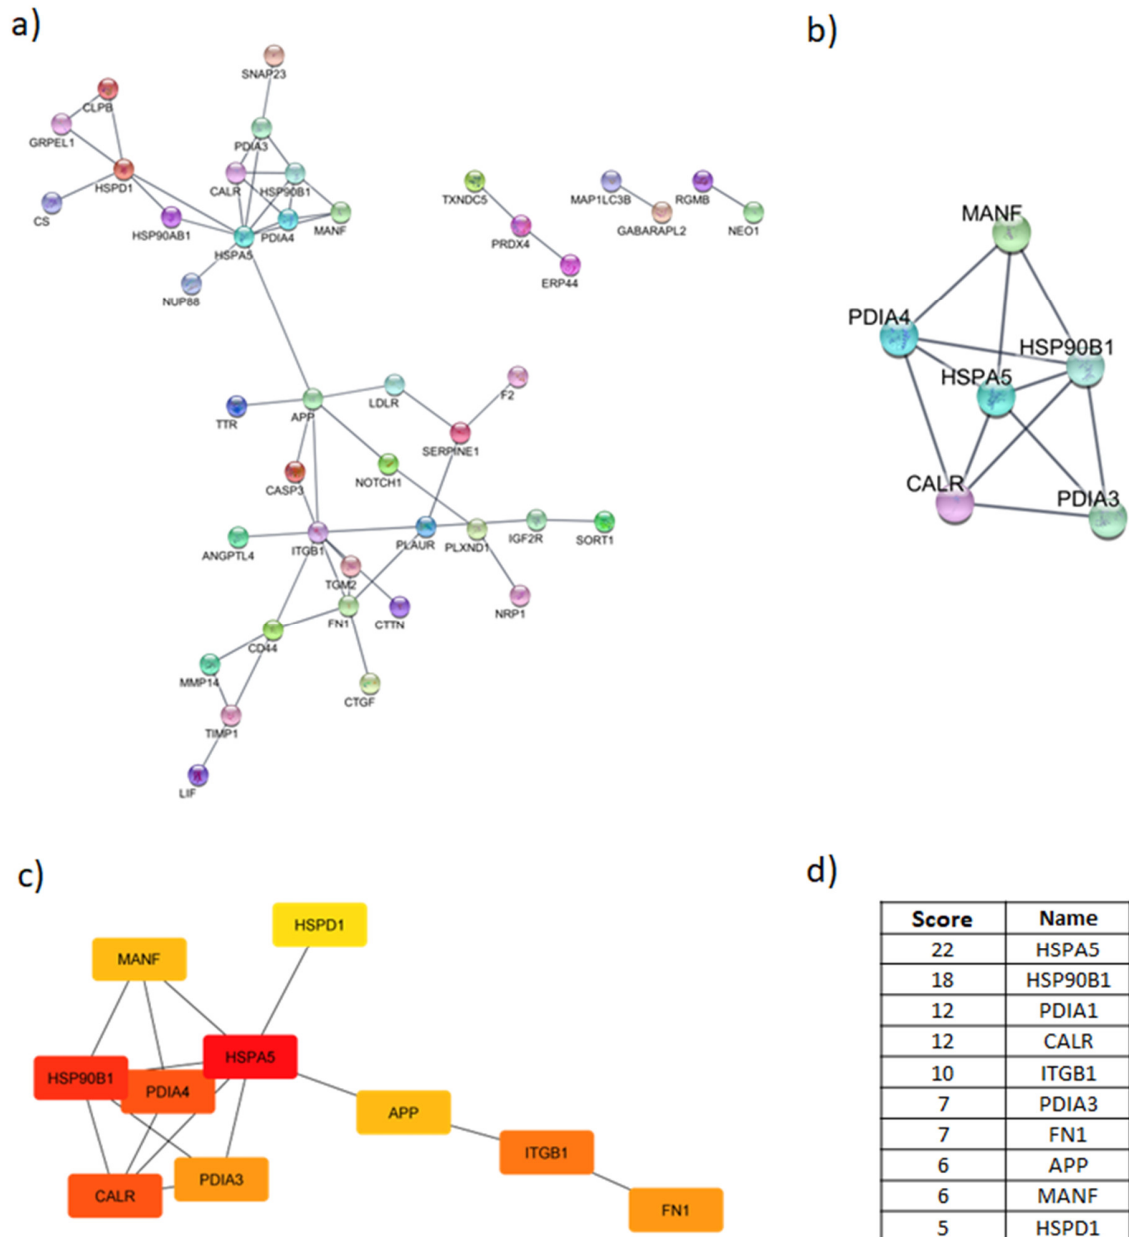 a)
b)
SNAP23
CLPB
GRPEL1
PDIA3
HSPD1
CALR
HSP90B1
CS
HSP90AB1
PDIA4
MANF
HSPA5
NUP88
TXNDC5
MAP1LC3B
RGMB
PRDX4
GABARAPL2
NEO1
ERP44
TTR
APP
LDLR
F2
SERPINE1
CASP3
NOTCH1
ANGPTL4
ITGB1
PLAUR
PLXND1
IGF2R
SORT1
TGM2
NRP1
FN1
CTTN
CD44
MMP14
CTGF
TIMP1
LIF
MANF
PDIA4
HSP90B1
HSPA5
CALR
PDIA3
c)
HSPD1
MANF
HSPA5
HSP90B1
PDIA4
APP
ITGB1
PDIA3
CALR
FN1
d)
Score Name
22 HSPA5
18 HSP90B1
12 PDIA1
12 CALR
10 ITGB1
7 PDIA3
7 FN1
6 APP
6 MANF
5 HSPD1